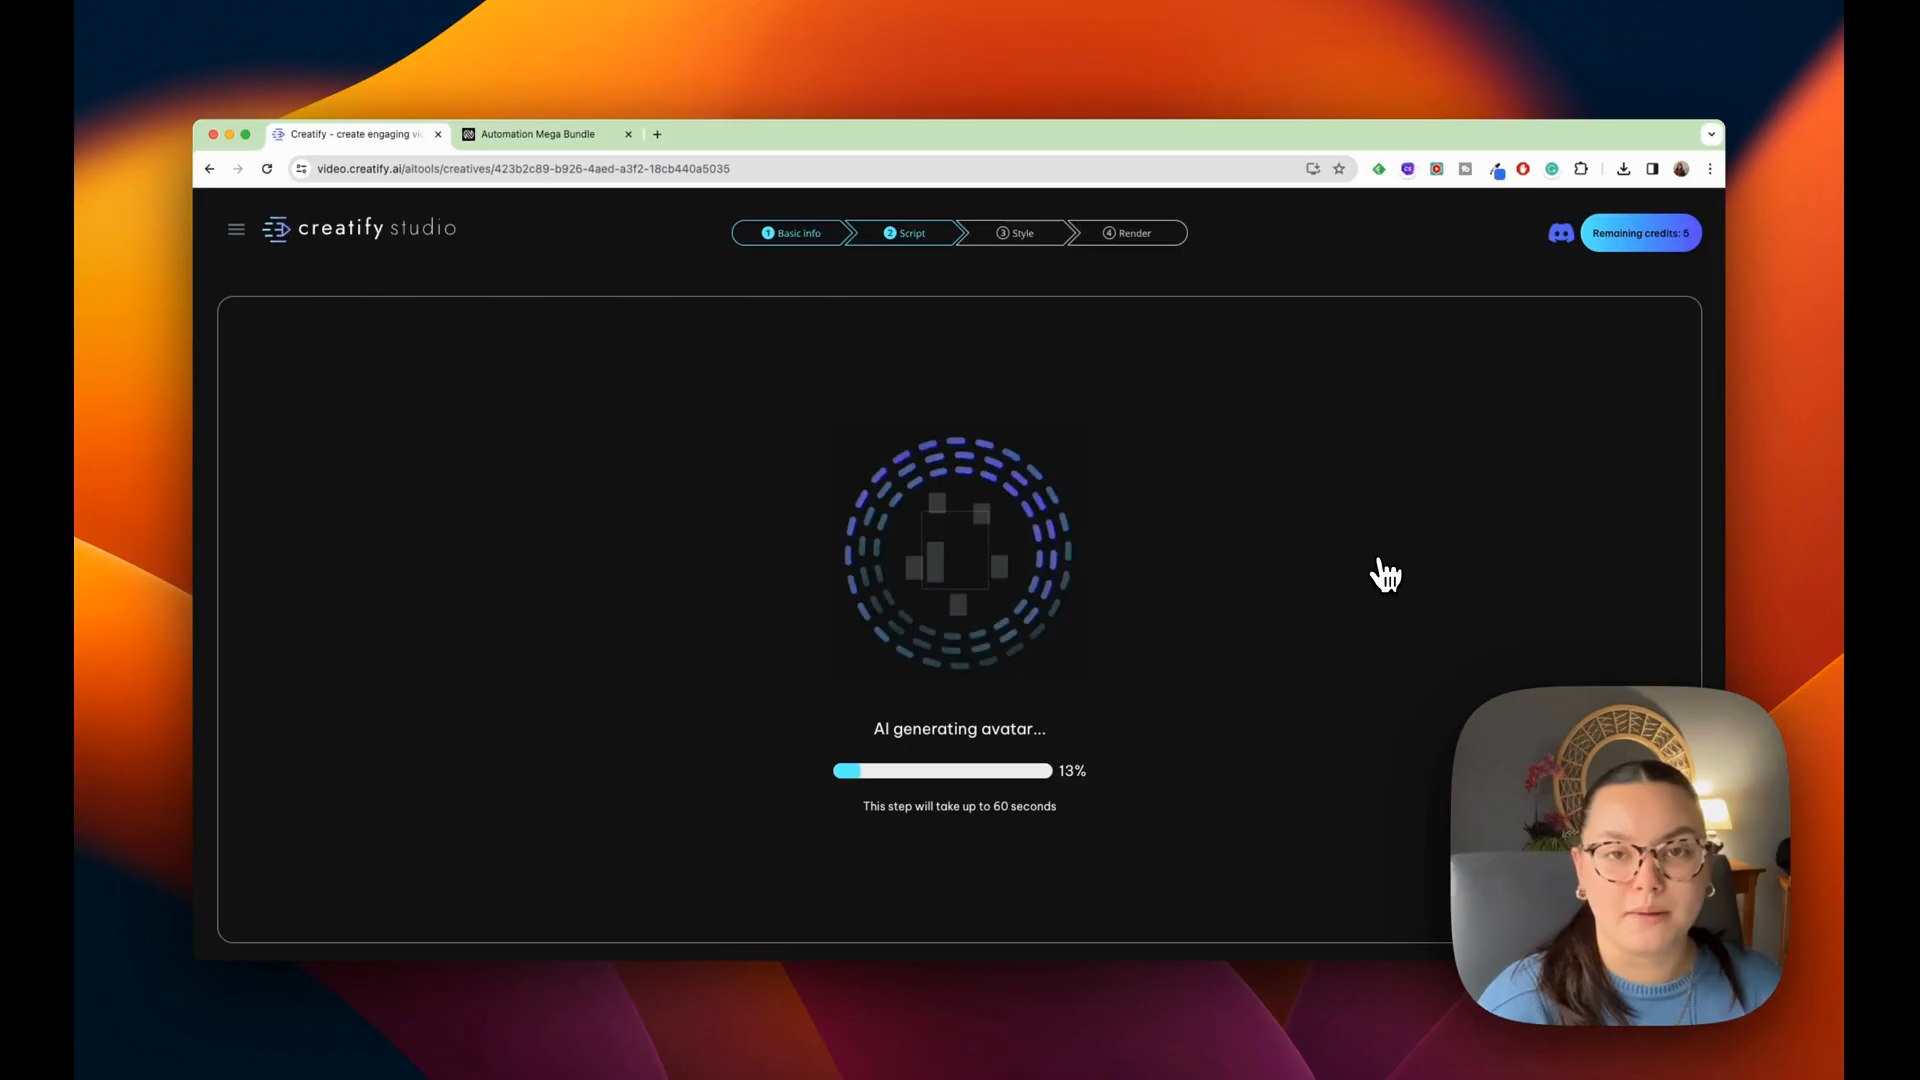 Creatify - create engaging vi
Automation Mega Bundle
video.creatify.ai/aitools/creatives/423b2c89-b926-4aed-a3f2-18cb440a5035
creatify studio
1 Basic info
2 Script
3 Style
4 Render
Remaining credits: 5
AI generating avatar...
13%
This step will take up to 60 seconds